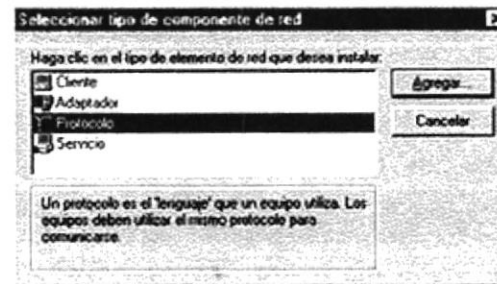 Seleccionar tipo de componente de red
Haga clic en el tipo de elemento de red que desea instalar:
Cliente
Adaptador
Protocolo
Servicio
Agregar...
Cancelar
Un protocolo es el "lenguaje" que un equipo utiliza. Los
equipos deben utilizar el mismo protocolo para
comunicarse.